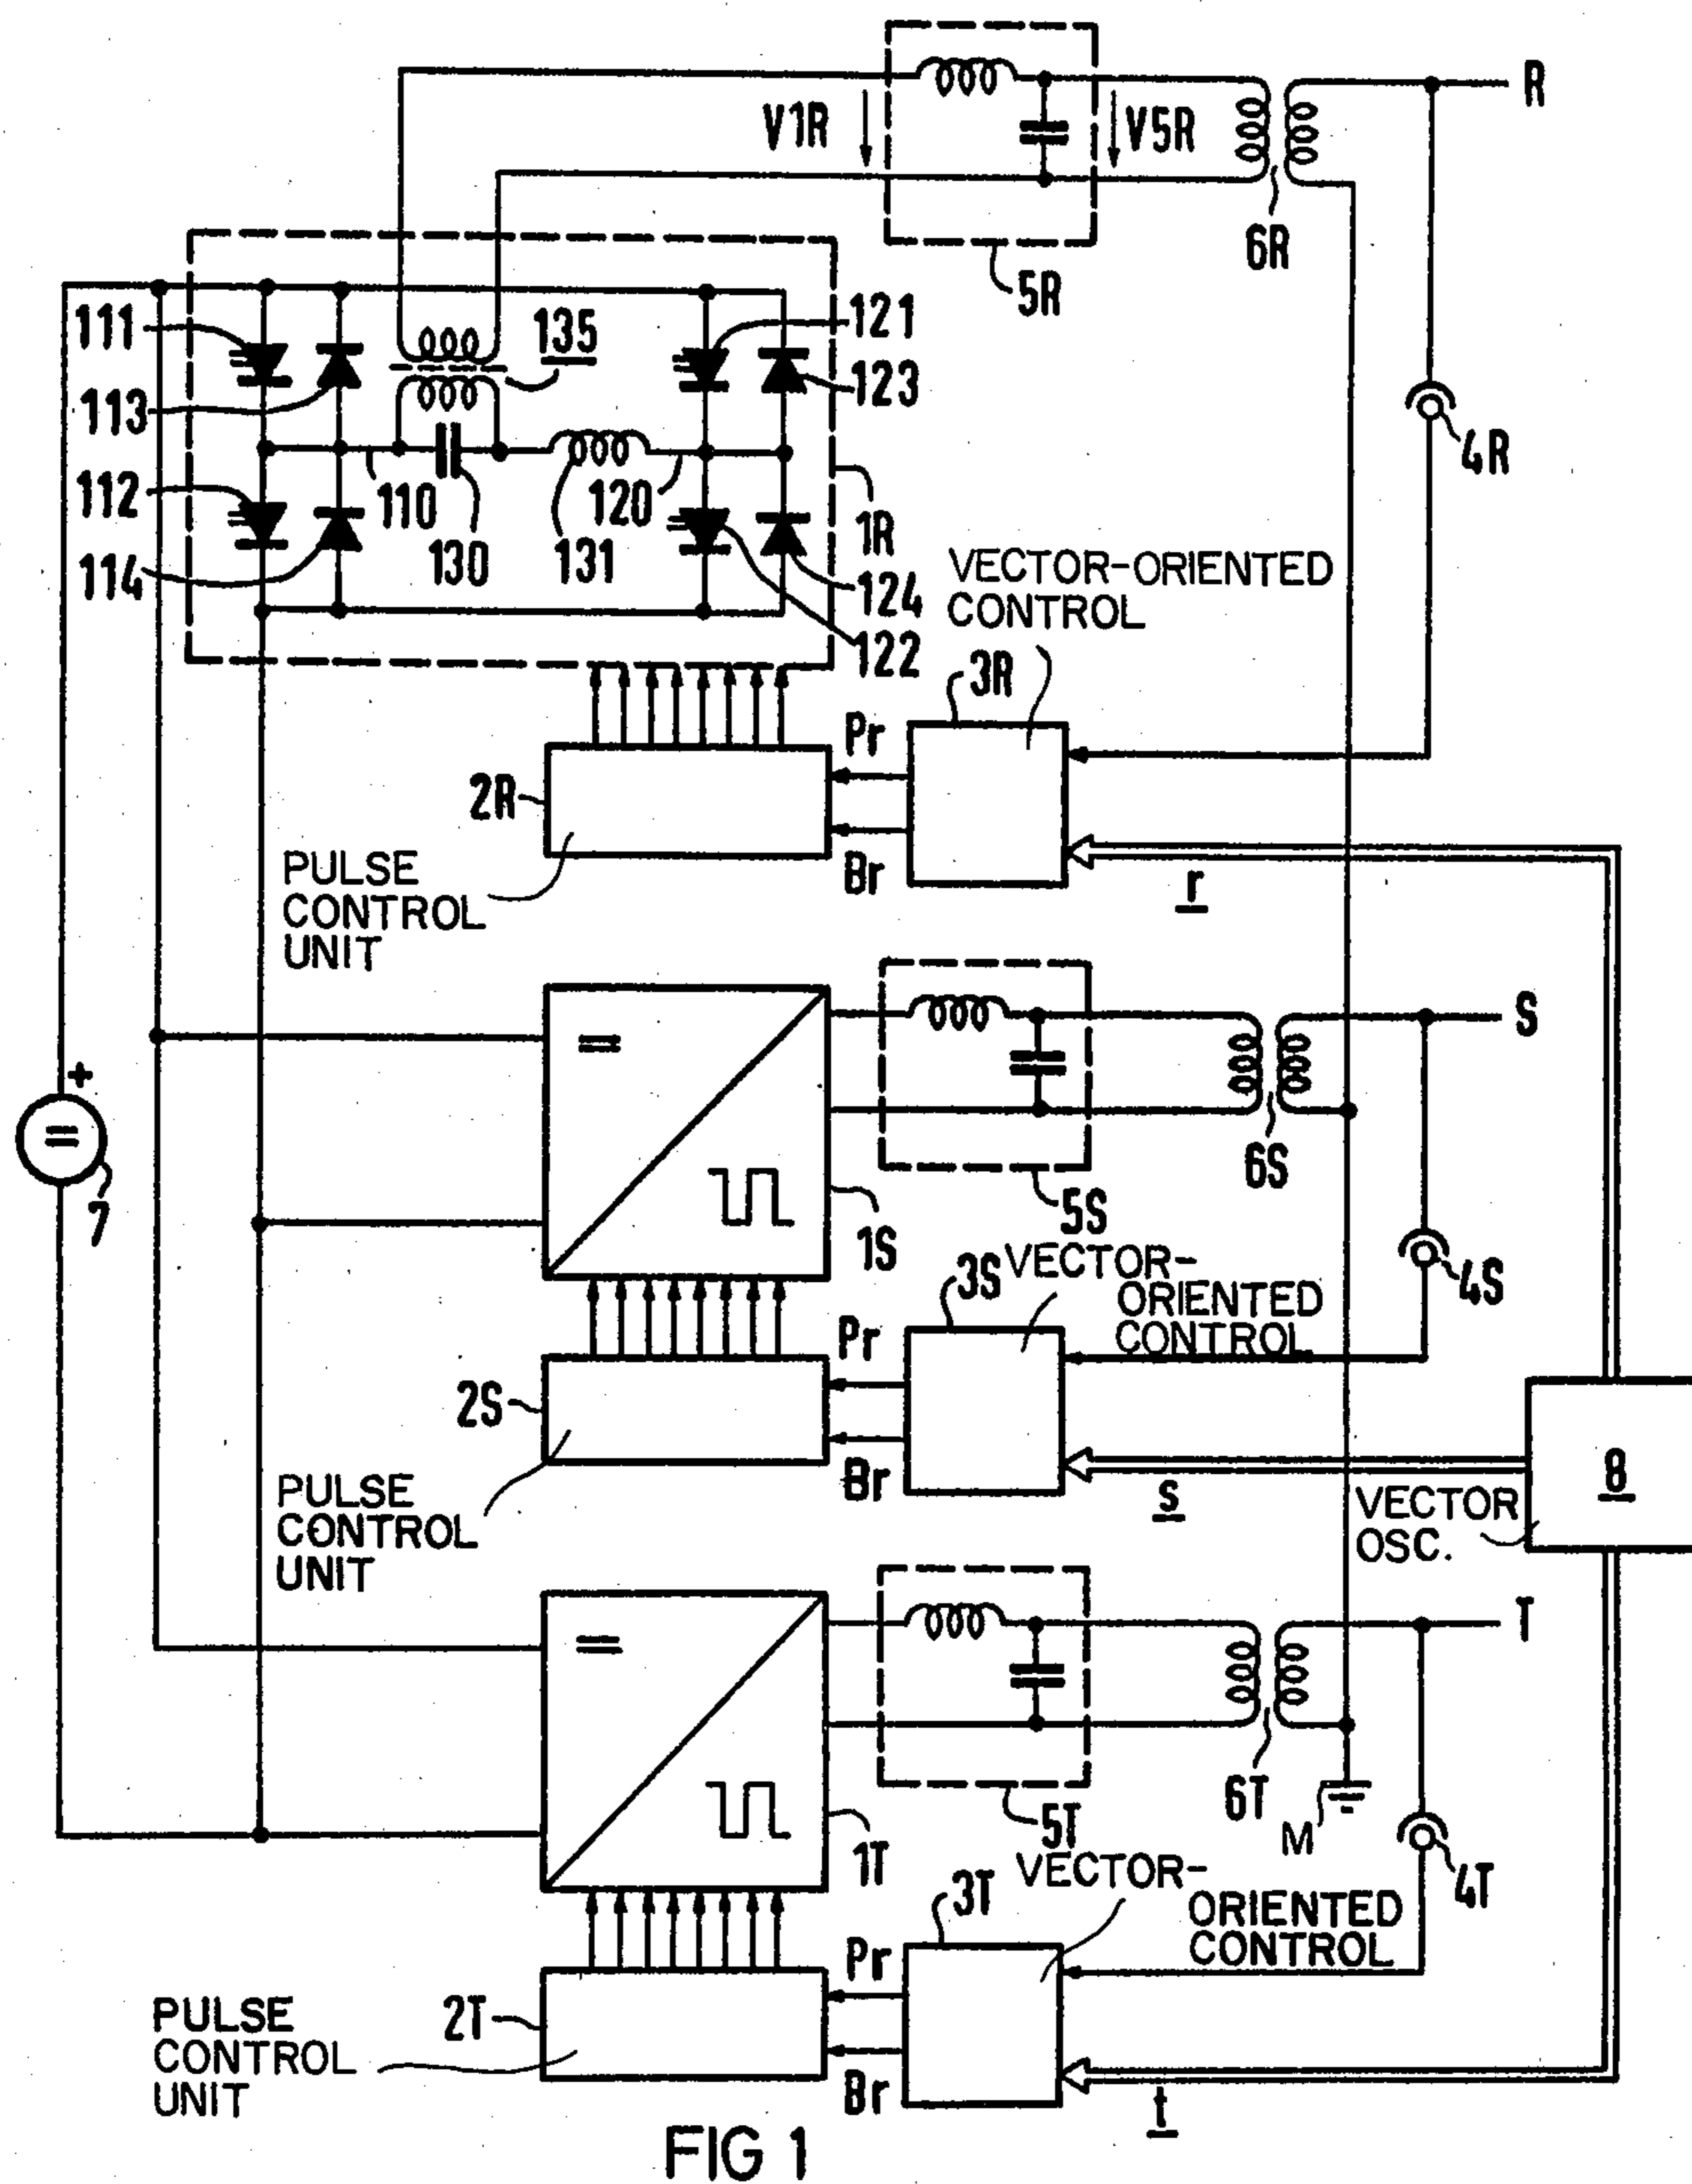 R
V1R
V5R
6R
5R
111
135
121
113
123
4R
112
110
120
1R
114
130
131
124
122
VECTOR-ORIENTED
CONTROL
3R
Pr
2R
Br
r
PULSE
CONTROL
UNIT
S
+
=
=
7
6S
5S
1S
4S
3S
VECTOR-
ORIENTED
CONTROL
Pr
2S
Br
s
8
VECTOR
OSC.
PULSE
CONTROL
UNIT
T
=
6T
5T
1T
M
4T
3T
VECTOR-
ORIENTED
CONTROL
Pr
2T
Br
t
PULSE
CONTROL
UNIT
FIG 1